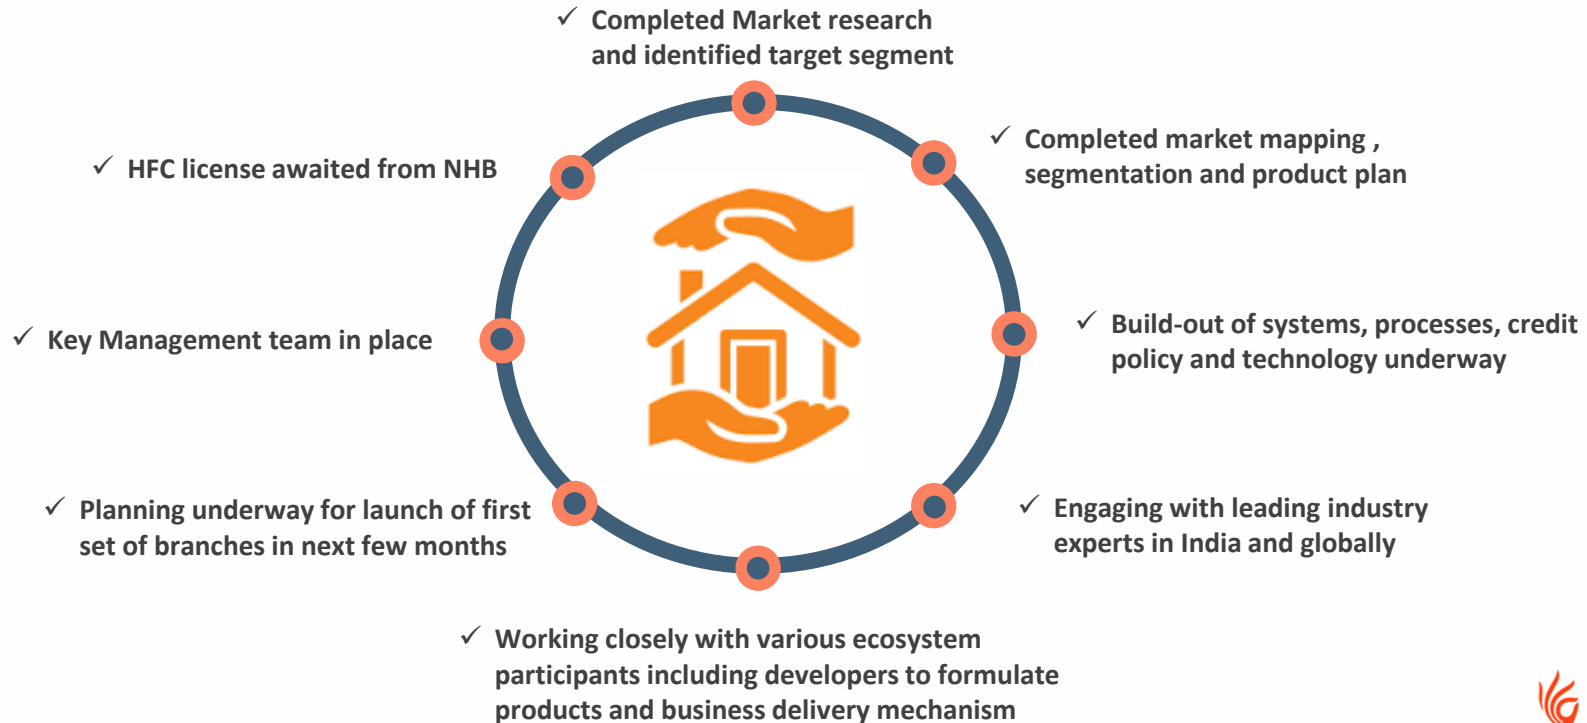 ✓ Completed Market research
and identified target segment
✓ Completed market mapping ,
segmentation and product plan
✓ Build-out of systems, processes, credit
policy and technology underway
✓ Engaging with leading industry
experts in India and globally
✓ Working closely with various ecosystem
participants including developers to formulate
products and business delivery mechanism
✓ Planning underway for launch of first
set of branches in next few months
✓ Key Management team in place
✓ HFC license awaited from NHB